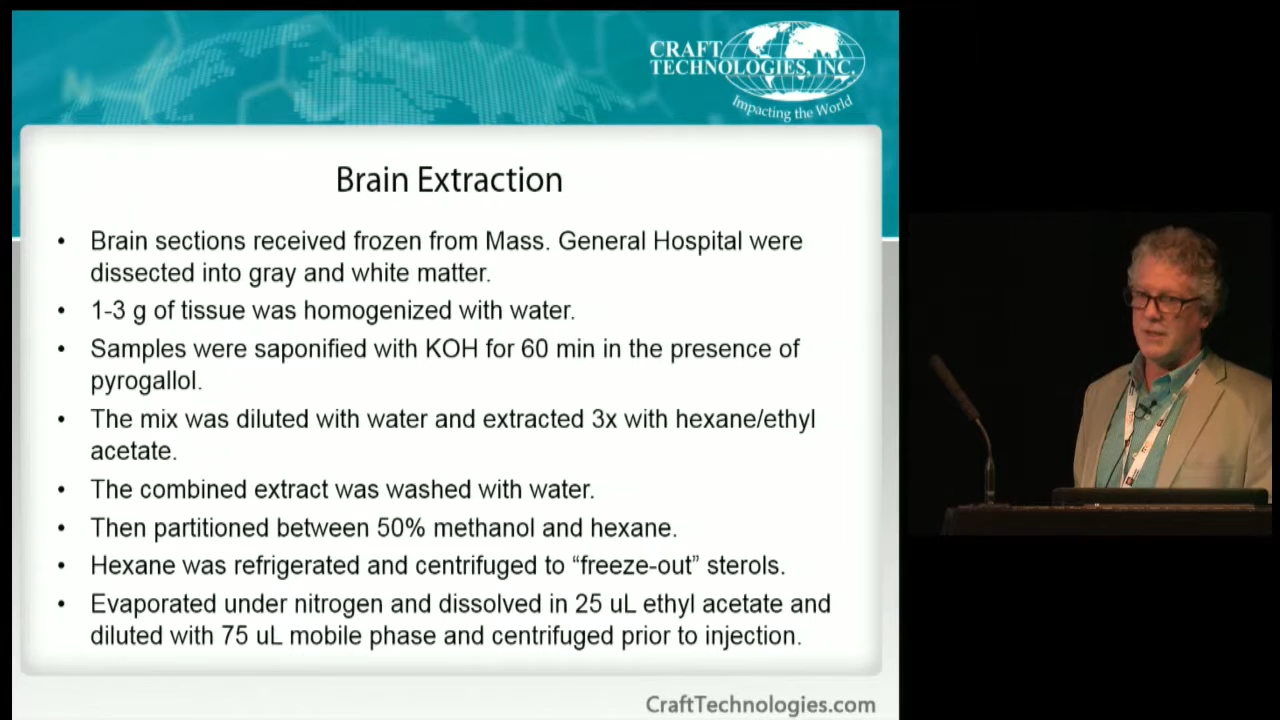 CRAFT
TECHNOLOGIES, INC.
Impacting the World
Brain Extraction
• Brain sections received frozen from Mass. General Hospital were
dissected into gray and white matter.
• 1-3 g of tissue was homogenized with water.
• Samples were saponified with KOH for 60 min in the presence of
pyrogallol.
• The mix was diluted with water and extracted 3x with hexane/ethyl
acetate.
• The combined extract was washed with water.
• Then partitioned between 50% methanol and hexane.
• Hexane was refrigerated and centrifuged to “freeze-out” sterols.
• Evaporated under nitrogen and dissolved in 25 uL ethyl acetate and
diluted with 75 uL mobile phase and centrifuged prior to injection.
CraftTechnologies.com